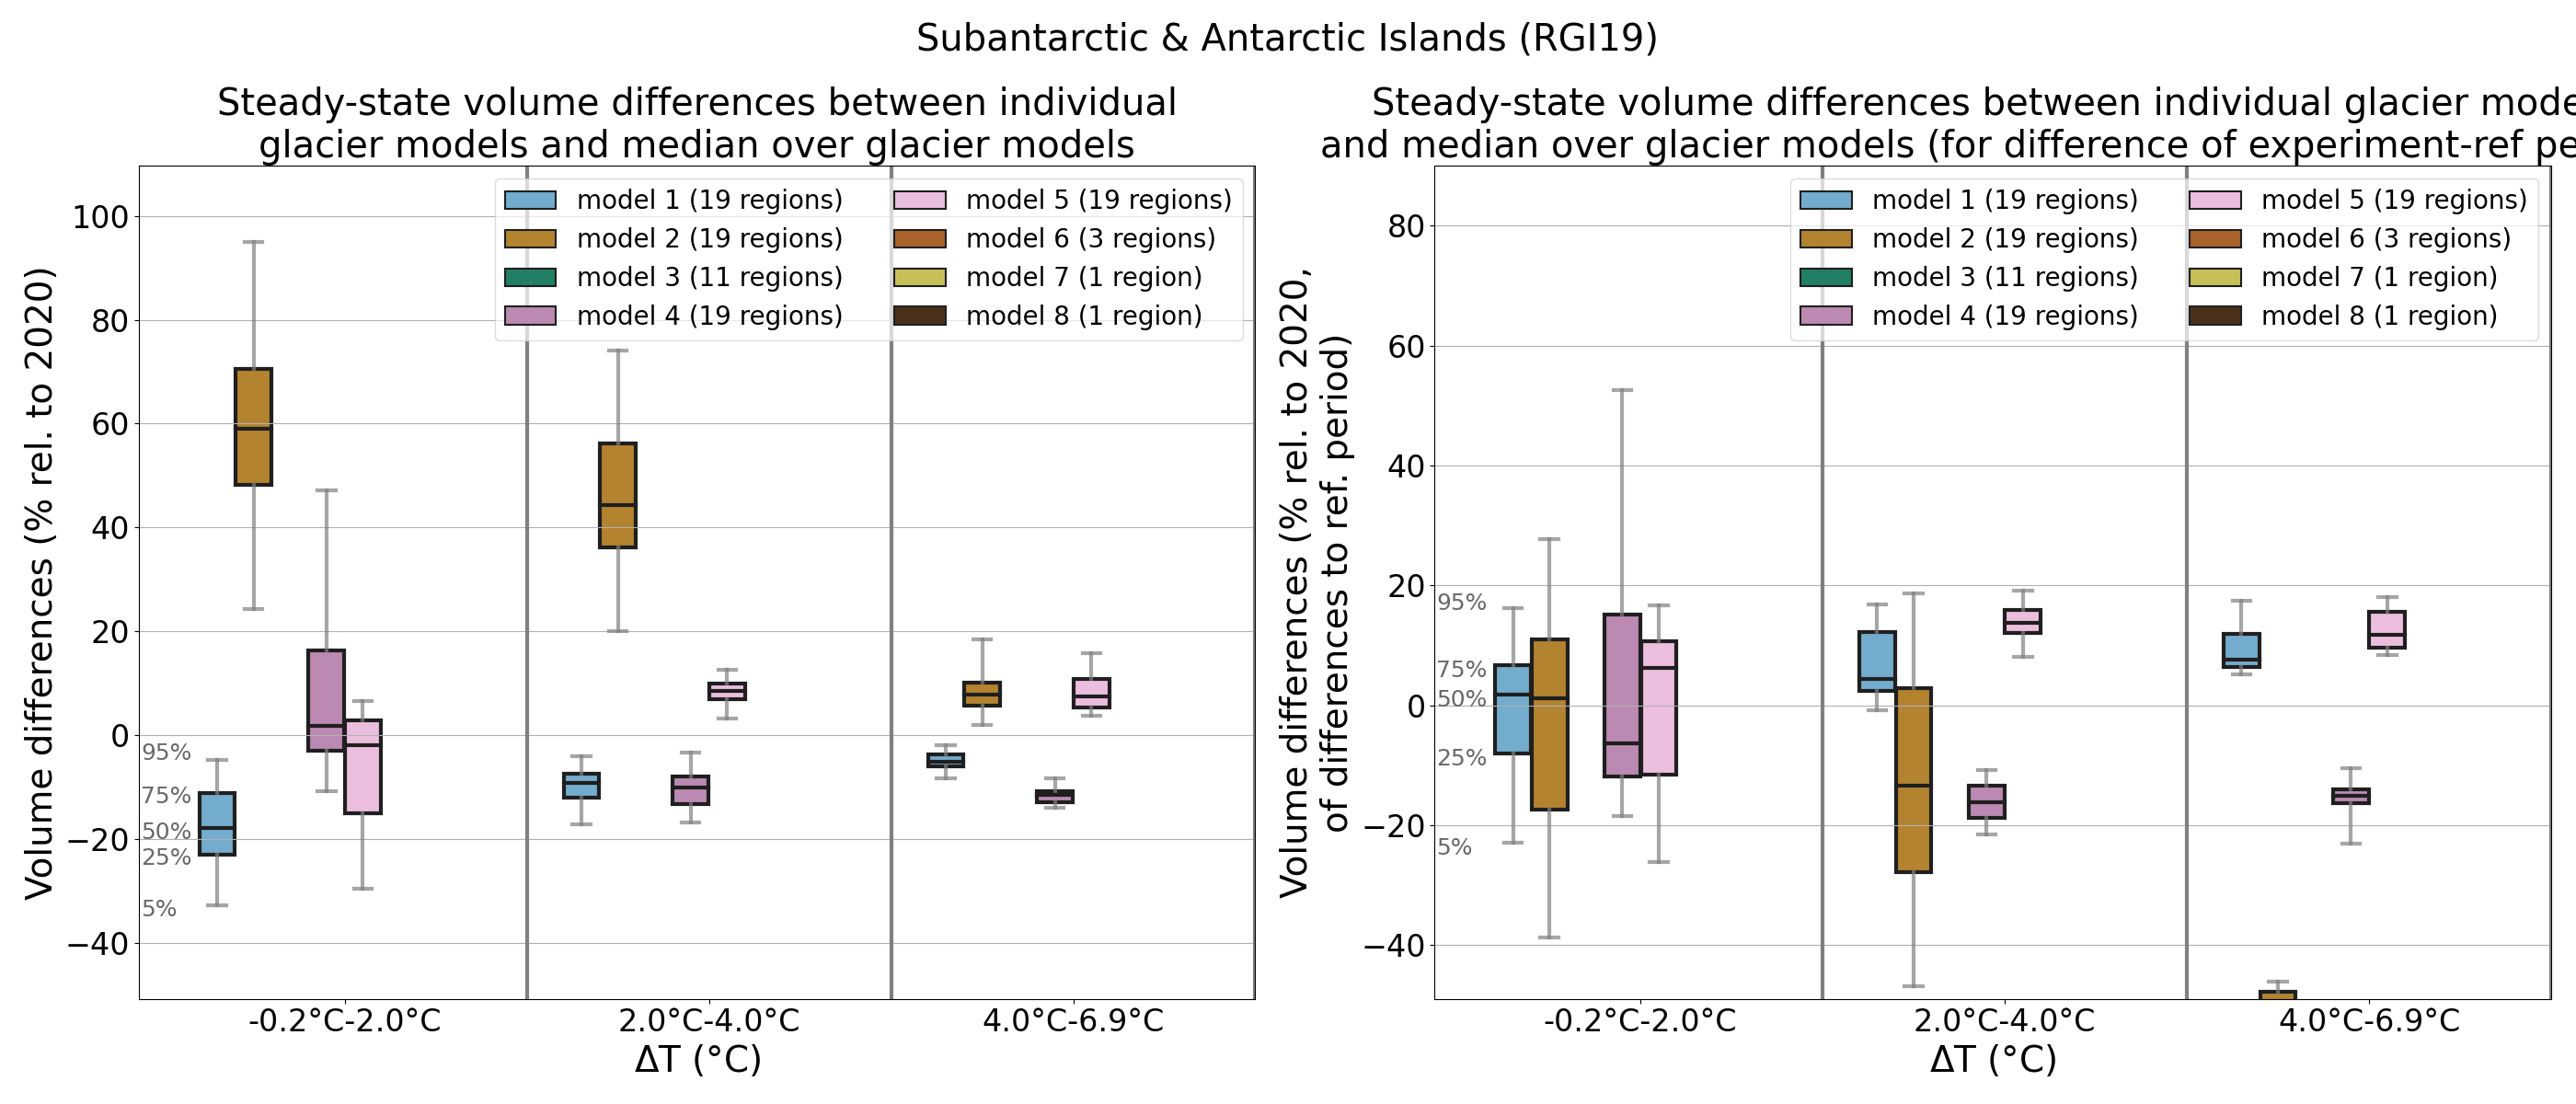 Subantarctic & Antarctic Islands (RGI19)
Steady-state volume differences between individual
glacier models and median over glacier models
Volume differences (% rel. to 2020)
100
80
60
40
20
0
−20
−40
model 1 (19 regions)
model 2 (19 regions)
model 3 (11 regions)
model 4 (19 regions)
model 5 (19 regions)
model 6 (3 regions)
model 7 (1 region)
model 8 (1 region)
95%
75%
50%
25%
5%
-0.2°C-2.0°C
2.0°C-4.0°C
4.0°C-6.9°C
ΔT (°C)
Steady-state volume differences between individual glacier mode
and median over glacier models (for difference of experiment-ref pe
Volume differences (% rel. to 2020,
of differences to ref. period)
80
60
40
20
0
−20
−40
model 1 (19 regions)
model 2 (19 regions)
model 3 (11 regions)
model 4 (19 regions)
model 5 (19 regions)
model 6 (3 regions)
model 7 (1 region)
model 8 (1 region)
95%
75%
50%
25%
5%
-0.2°C-2.0°C
2.0°C-4.0°C
4.0°C-6.9°C
ΔT (°C)